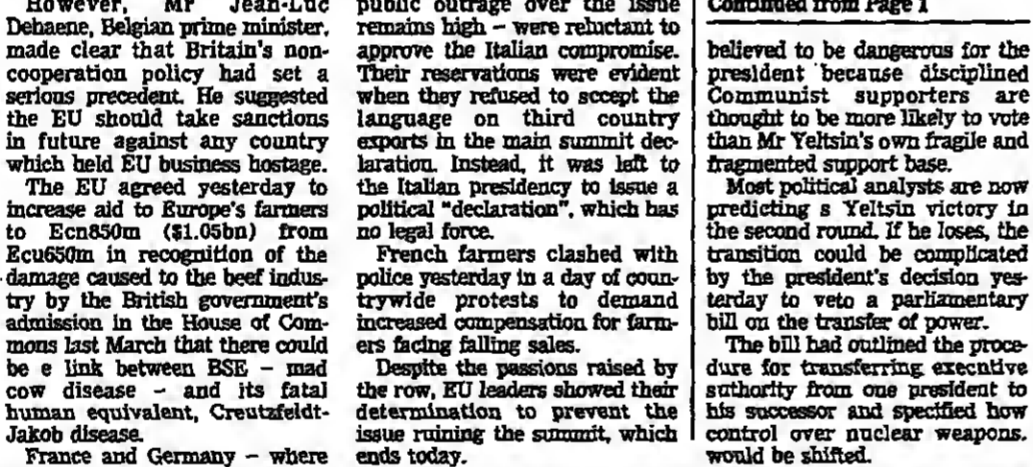 However, Mr Jean-Luc
Dehaene, Belgian prime minister,
made clear that Britain's non-
cooperation policy had set a
serious precedent. He suggested
the EU should take sanctions
in future against any country
which held EU business hostage.
The EU agreed yesterday to
increase aid to Europe's farmers
to Ecu850m ($1.05bn) from
Ecu650m in recognition of the
damage caused to the beef indus-
try by the British government's
admission in the House of Com-
mons last March that there could
be e link between BSE – mad
cow disease – and its fatal
human equivalent, Creutzfeldt-
Jakob disease.
France and Germany – where
public outrage over the issue
remains high – were reluctant to
approve the Italian compromise.
Their reservations were evident
when they refused to accept the
language on third country
exports in the main summit dec-
laration. Instead, it was left to
the Italian presidency to issue a
political "declaration", which has
no legal force.
French farmers clashed with
police yesterday in a day of coun-
trywide protests to demand
increased compensation for farm-
ers facing falling sales.
Despite the passions raised by
the row, EU leaders showed their
determination to prevent the
issue ruining the summit, which
ends today.
Continued from Page 1
believed to be dangerous for the
president because disciplined
Communist supporters are
thought to be more likely to vote
than Mr Yeltsin's own fragile and
fragmented support base.
Most political analysts are now
predicting s Yeltsin victory in
the second round. If he loses, the
transition could be complicated
by the president's decision yes-
terday to veto a parliamentary
bill on the transfer of power.
The bill had outlined the proce-
dure for transferring executive
suthority from one president to
his successor and specified how
control over nuclear weapons.
would be shifted.